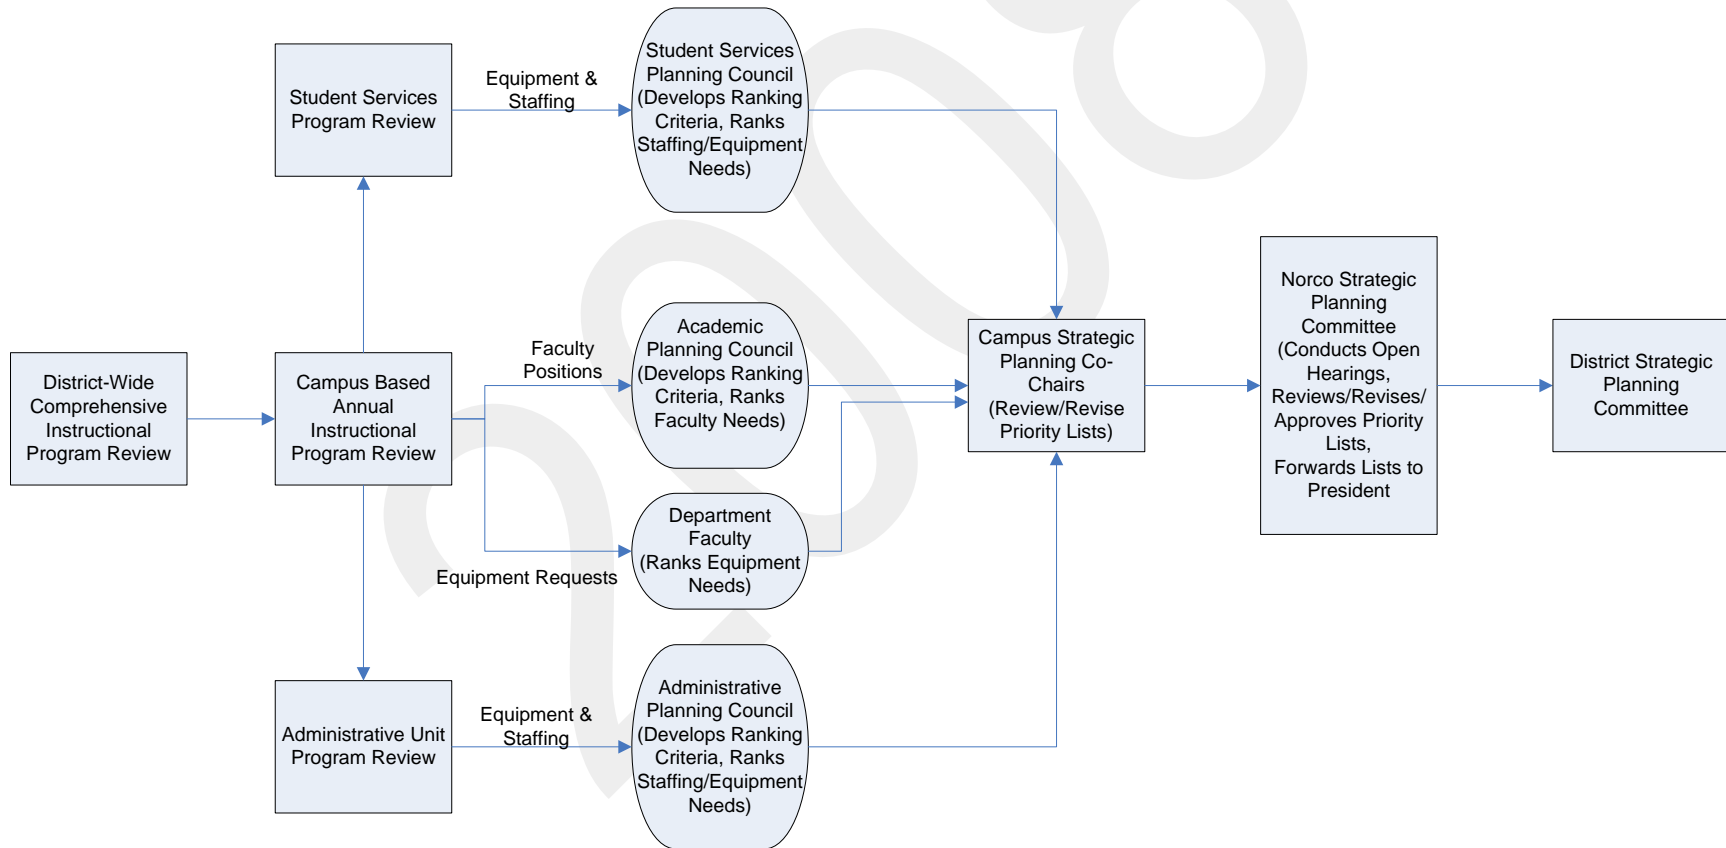 Student Services
Program Review
Equipment &
Staffing
Student Services
Planning Council
(Develops Ranking
Criteria, Ranks
Staffing/Equipment
Needs)
District-Wide
Comprehensive
Instructional
Program Review
Campus Based
Annual
Instructional
Program Review
Faculty
Positions
Academic
Planning Council
(Develops Ranking
Criteria, Ranks
Faculty Needs)
Equipment Requests
Department
Faculty
(Ranks Equipment
Needs)
Administrative Unit
Program Review
Equipment &
Staffing
Administrative
Planning Council
(Develops Ranking
Criteria, Ranks
Staffing/Equipment
Needs)
Campus Strategic
Planning Co-
Chairs
(Review/Revise
Priority Lists)
Norco Strategic
Planning
Committee
(Conducts Open
Hearings,
Reviews/Revises/
Approves Priority
Lists,
Forwards Lists to
President
District Strategic
Planning
Committee
2008